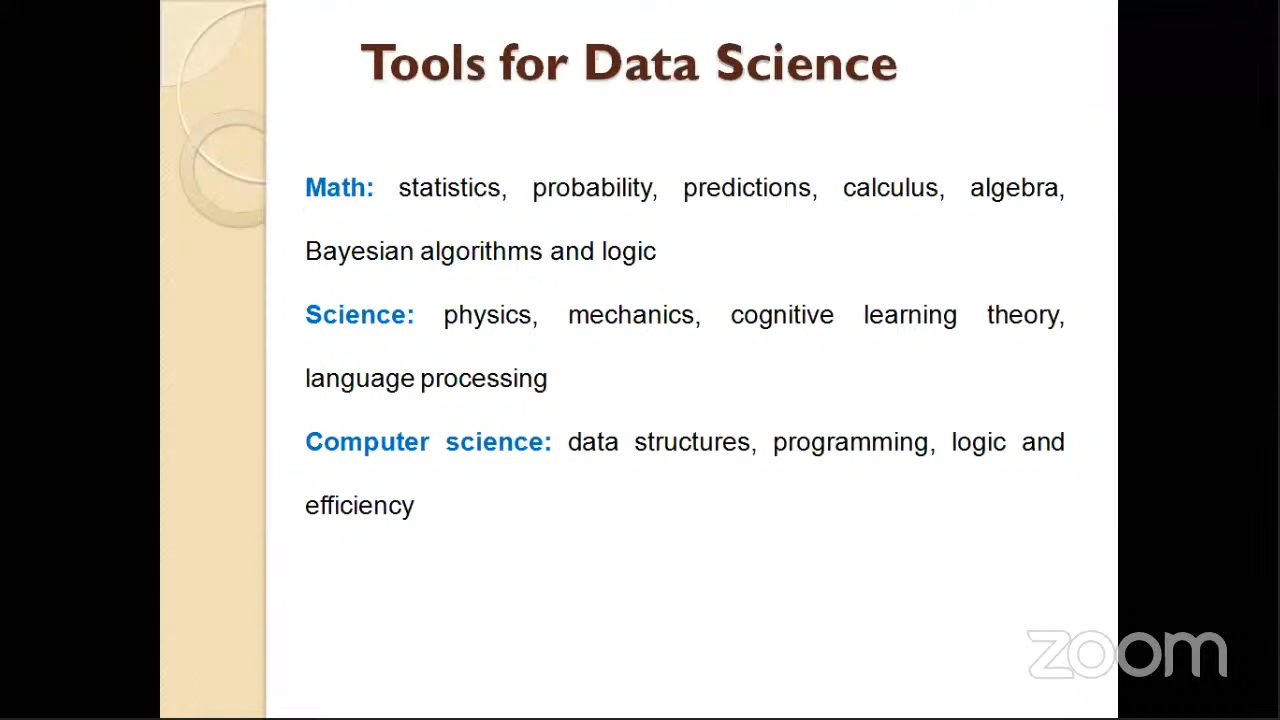 Tools for Data Science
Math: statistics, probability, predictions, calculus, algebra,
Bayesian algorithms and logic
Science: physics, mechanics, cognitive learning theory,
language processing
Computer science: data structures, programming, logic and
efficiency
zoom